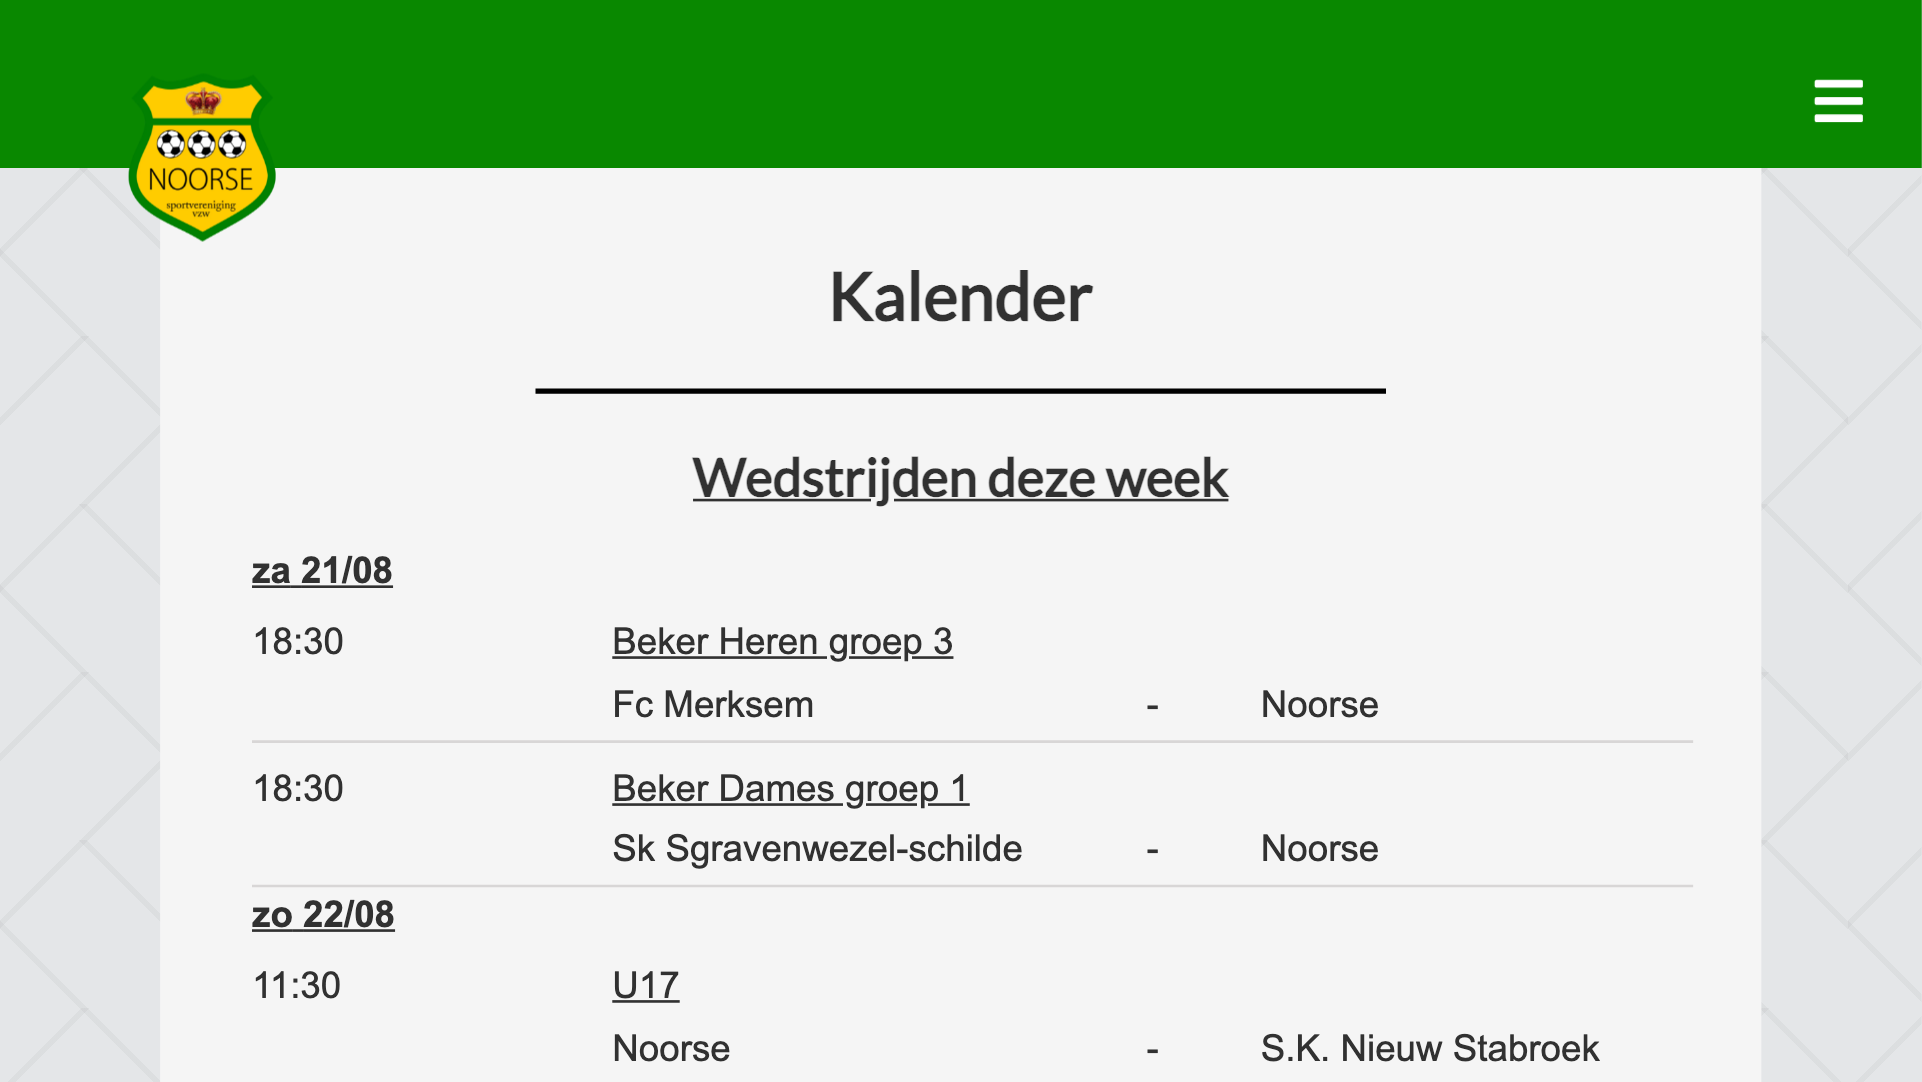 NOORSE
sportvereniging
vzw
Kalender
Wedstrijden deze week
za 21/08
18:30 Beker Heren groep 3
Fc Merksem - Noorse
18:30 Beker Dames groep 1
Sk Sgravenwezel-schilde - Noorse
zo 22/08
11:30 U17
Noorse - S.K. Nieuw Stabroek